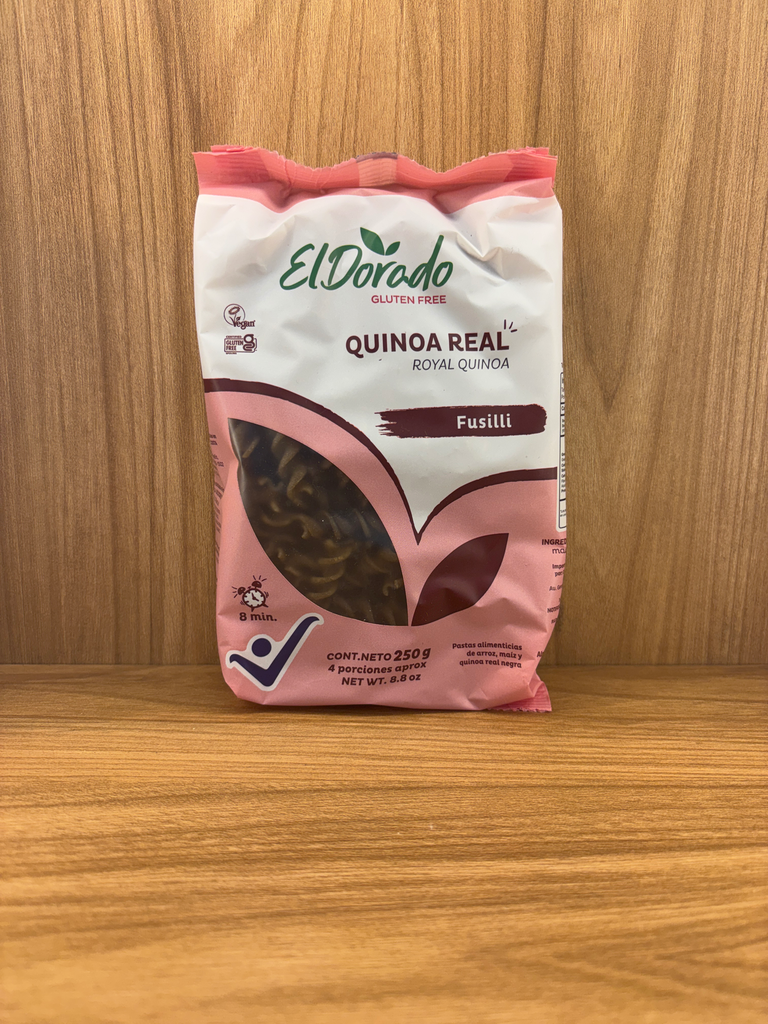 ElDorado
GLUTEN FREE
Vegan
GLUTEN
FREE
QUINOA REAL
ROYAL QUINOA
Fusilli
8 min.
CONT.NETO 250 g
4 porciones aprox
NET WT. 8.8 oz
Pastas alimenticias
de arroz, maíz y
quinoa real negra